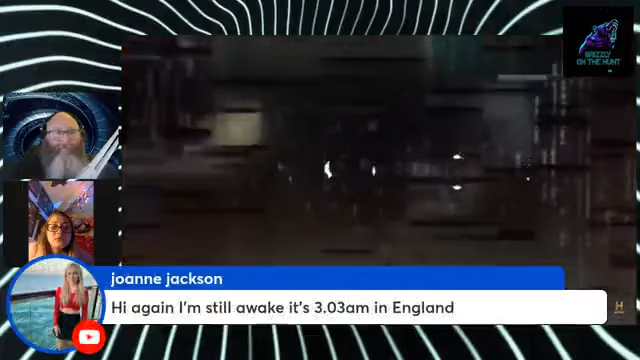 GRIZZLY
ON THE HUNT
joanne jackson
Hi again I'm still awake it's 3.03am in England
H